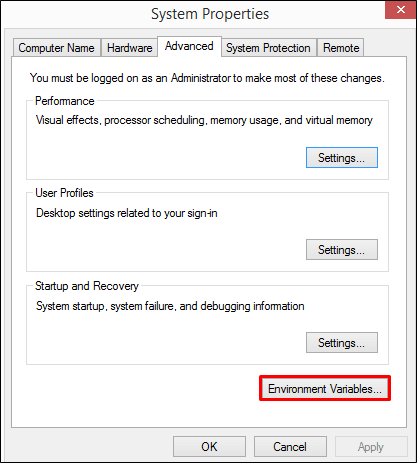 System Properties
x
Computer Name Hardware Advanced System Protection Remote
You must be logged on as an Administrator to make most of these changes.
Performance
Visual effects, processor scheduling, memory usage, and virtual memory
Settings...
User Profiles
Desktop settings related to your sign-in
Settings...
Startup and Recovery
System startup, system failure, and debugging information
Settings...
Environment Variables...
OK Cancel Apply